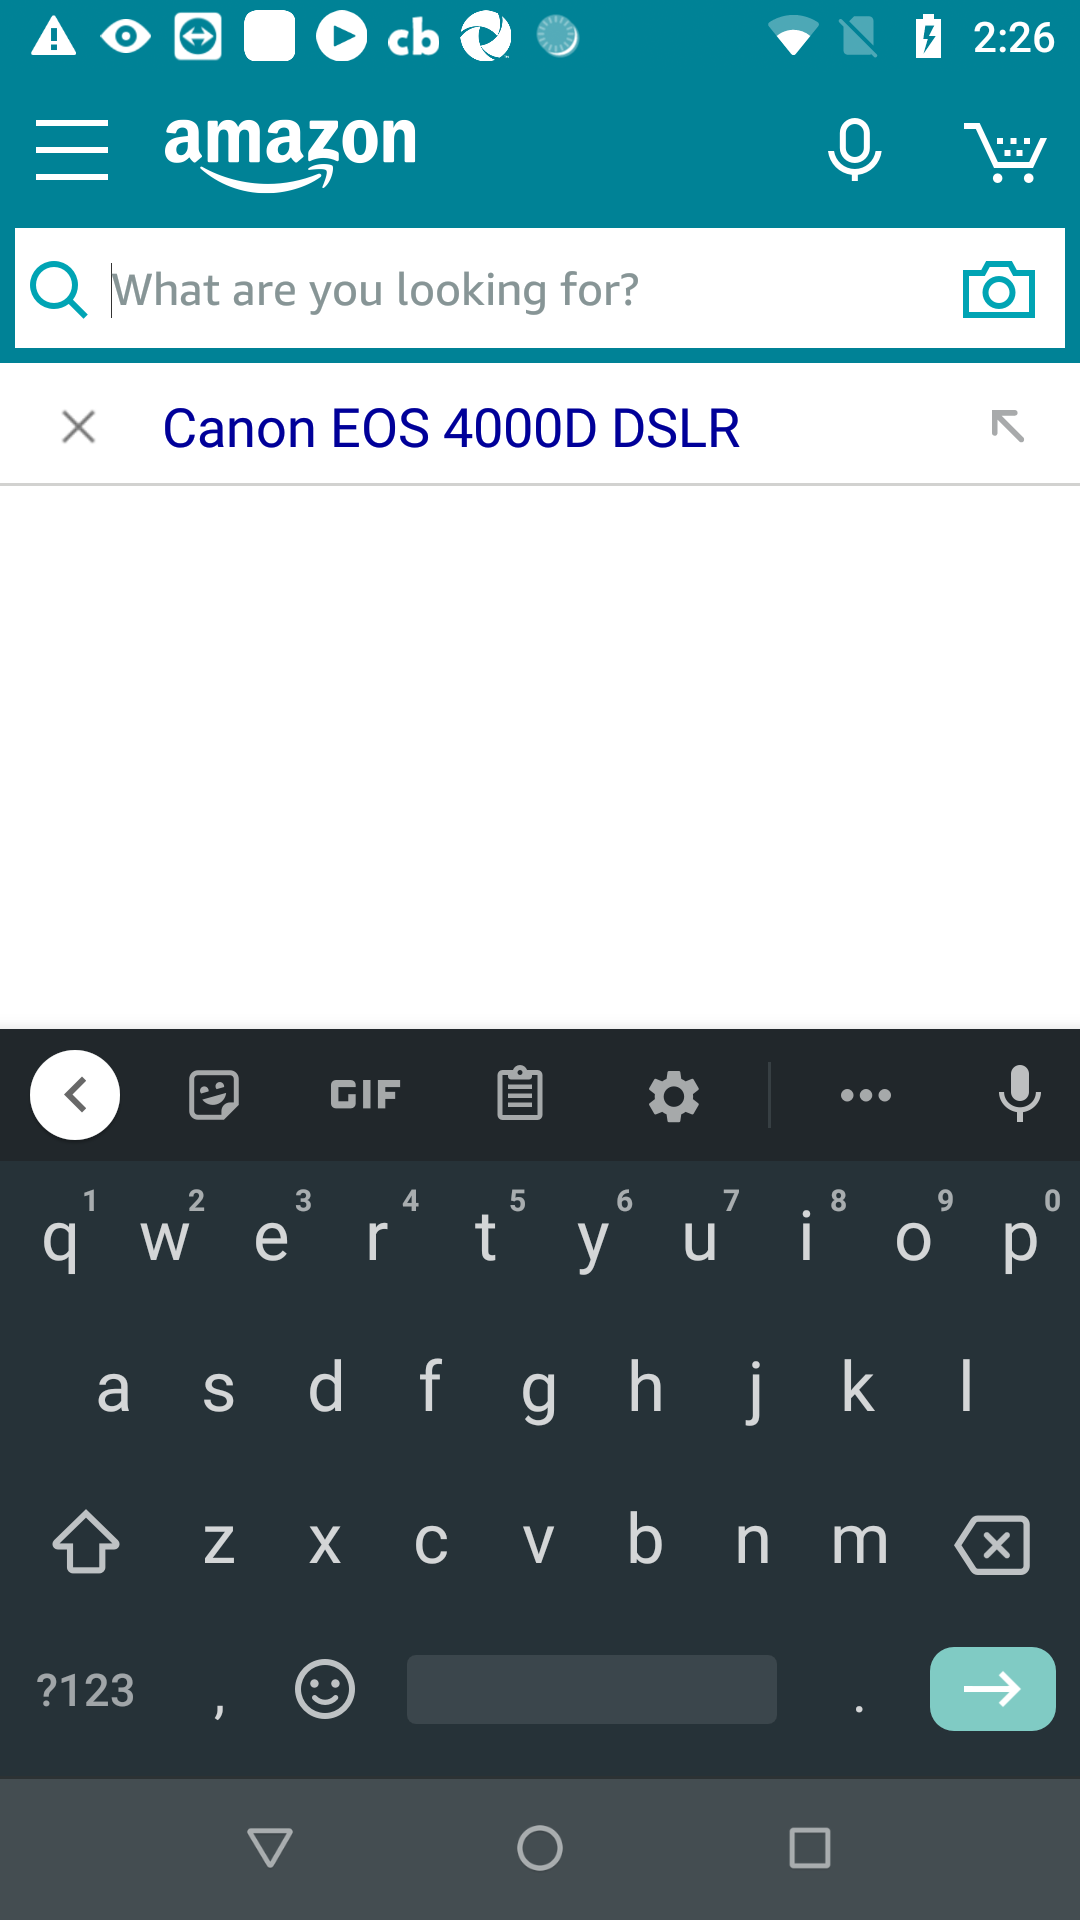 cb 2:26
amazon
What are you looking for?
Canon EOS 4000D DSLR
GIF
1 2 3 4 5 6 7 8 9 0
q w e r t y u i o p
a s d f g h j k l
z x c v b n m
?123 , .